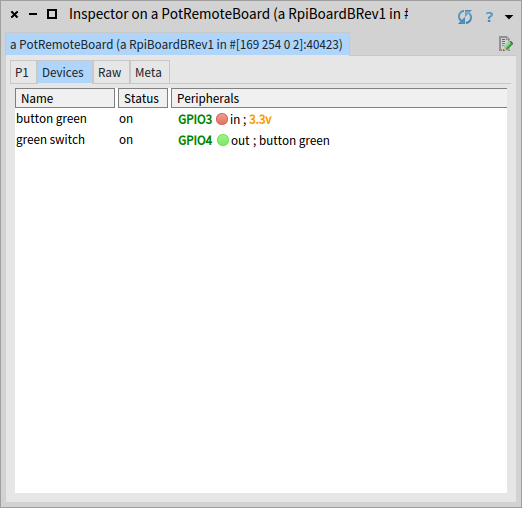 Inspector on a PotRemoteBoard (a RpiBoardBRev1 in #
a PotRemoteBoard (a RpiBoardBRev1 in #[169 254 0 2]:40423)
P1 Devices Raw Meta
Name Status Peripherals
button green on GPIO3 in ; 3.3v
green switch on GPIO4 out ; button green